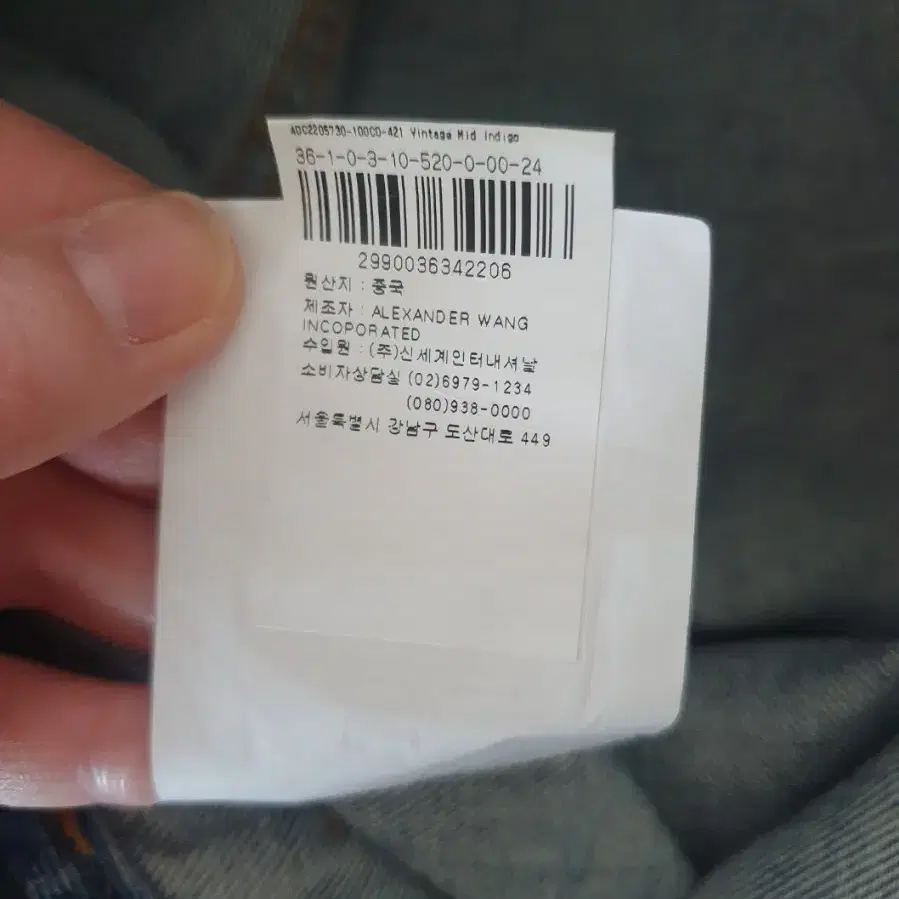 4DC2205730-100CO-421 Vintage Mid Indigo
36-1-0-3-10-520-0-00-24
2990036342206
원산지 : 중국
제조자 : ALEXANDER WANG
INCOPORATED
수입원 : (주)신세계인터내셔날
소비자상담실 (02)6979-1234
(080)938-0000
서울특별시 강남구 도산대로 449